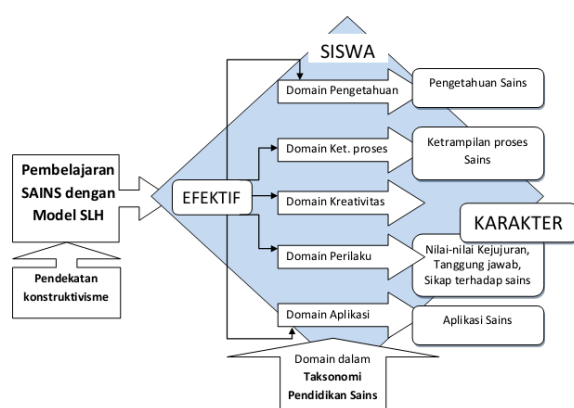 SISWA
Domain Pengetahuan
Pengetahuan Sains
Domain Ket. proses
Ketrampilan proses
Sains
Pembelajaran
SAINS dengan
Model SLH
EFEKTIF
Domain Kreativitas
KARAKTER
Domain Perilaku
Nilai-nilai Kejujuran,
Tanggung jawab,
Sikap terhadap sains
Pendekatan
konstruktivisme
Domain Aplikasi
Aplikasi Sains
Domain dalam
Taksonomi
Pendidikan Sains